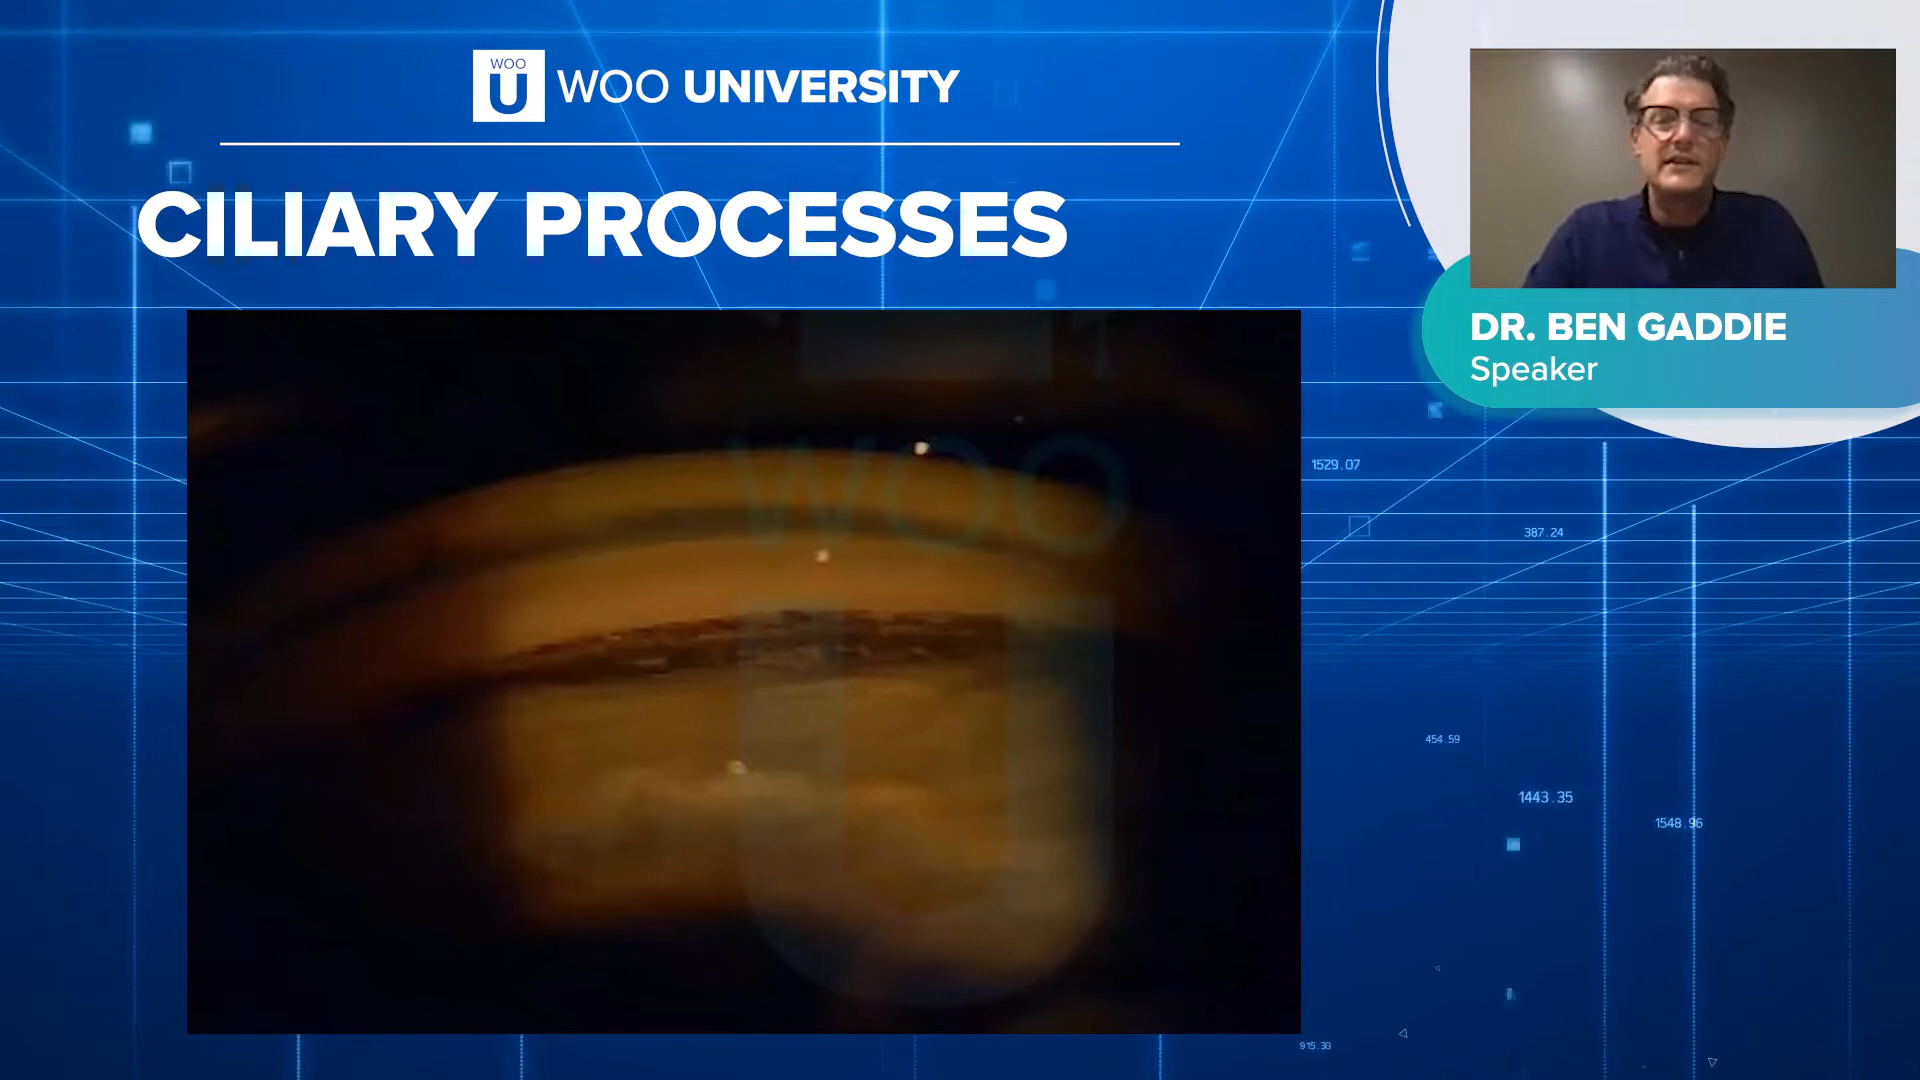 WOO
U
WOO UNIVERSITY
CILIARY PROCESSES
DR. BEN GADDIE
Speaker
WOO
U
1529.07
387.24
454.59
1443.35
1548.96
915.30